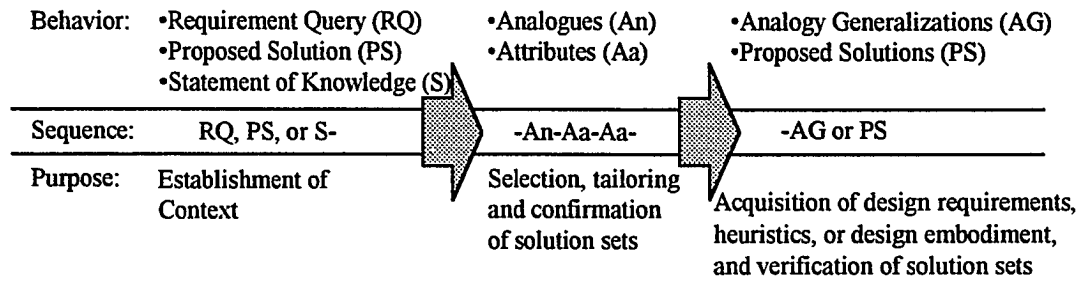 Behavior: •Requirement Query (RQ) •Analogues (An) •Analogy Generalizations (AG)
•Proposed Solution (PS) •Attributes (Aa) •Proposed Solutions (PS)
•Statement of Knowledge (S)
Sequence: RQ, PS, or S- -An-Aa-Aa- -AG or PS
Purpose: Establishment of Context
Selection, tailoring
and confirmation
of solution sets
Acquisition of design requirements,
heuristics, or design embodiment,
and verification of solution sets